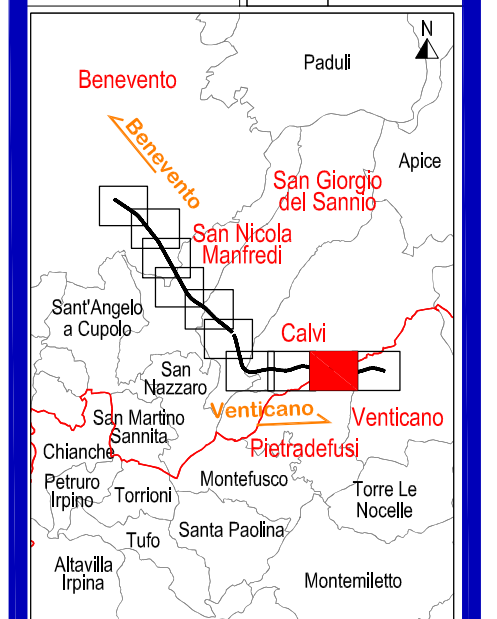 N
Paduli
Benevento
Benevento
Apice
San Giorgio
del Sannio
San Nicola
Manfredi
Sant'Angelo
a Cupolo
Calvi
San
Nazzaro
Venticano
Venticano
San Martino
Sannita
Pietradefusi
Chianche
Montefusco
Petruro
Irpino
Torrioni
Torre Le
Nocelle
Santa Paolina
Tufo
Altavilla
Irpina
Montemiletto